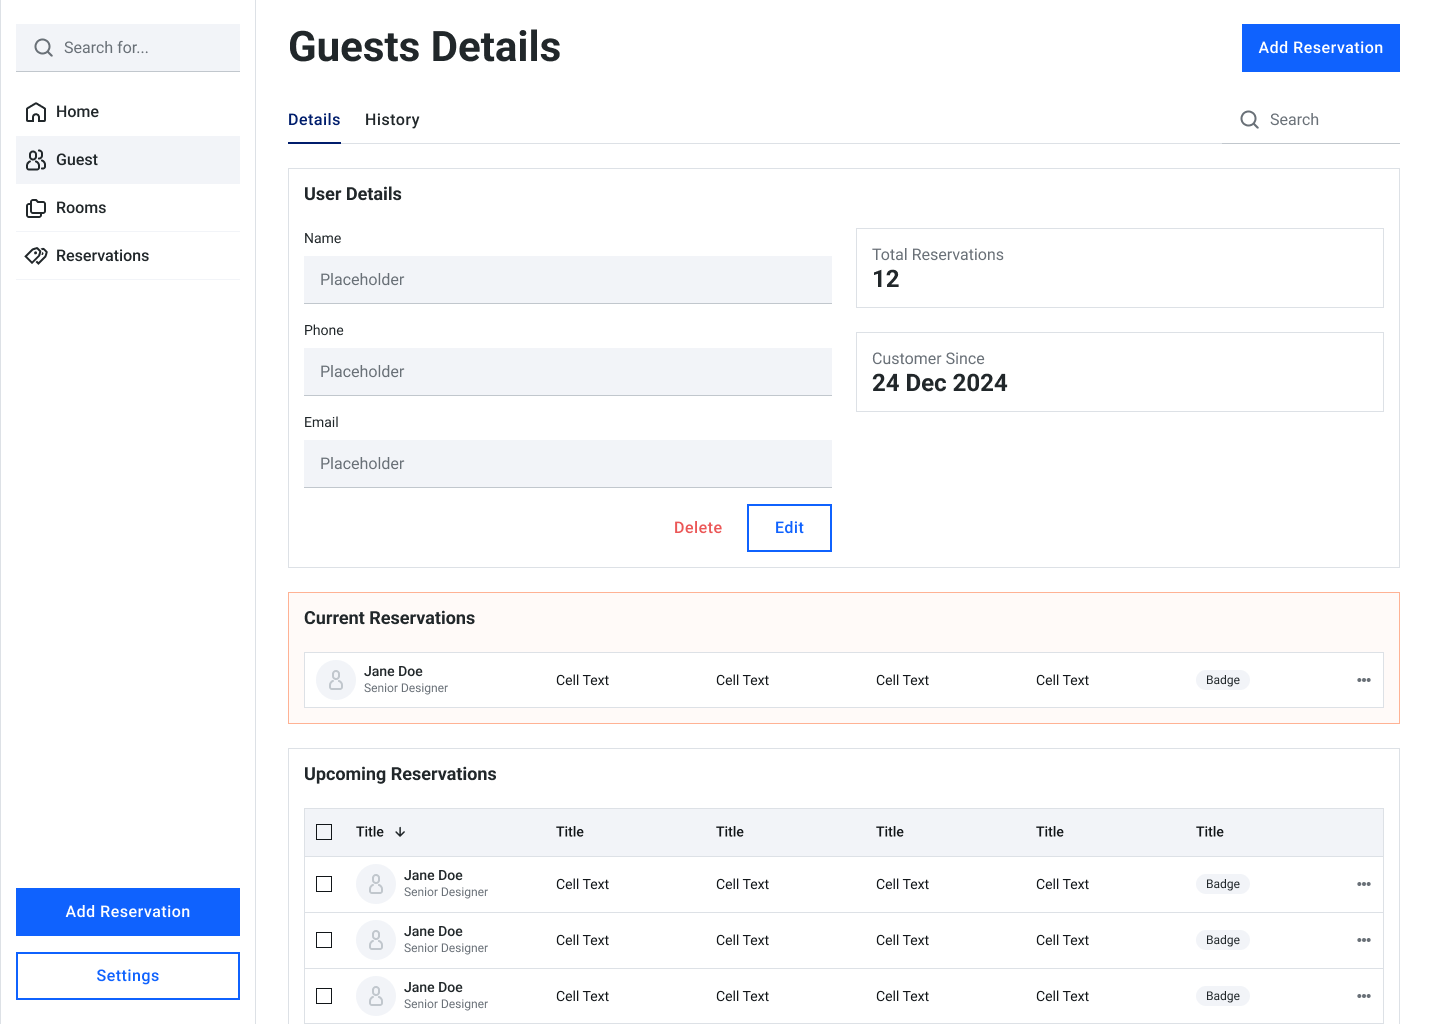 Search for...
Home
Guest
Rooms
Reservations
Add Reservation
Settings
Guests Details
Add Reservation
Details History
Search
User Details
Name
Placeholder
Phone
Placeholder
Email
Placeholder
Delete Edit
Total Reservations
12
Customer Since
24 Dec 2024
Current Reservations
Jane Doe
Senior Designer
Cell Text Cell Text Cell Text Cell Text Badge
Upcoming Reservations
Title Title Title Title Title Title
Jane Doe
Senior Designer
Cell Text Cell Text Cell Text Cell Text Badge
Jane Doe
Senior Designer
Cell Text Cell Text Cell Text Cell Text Badge
Jane Doe
Senior Designer
Cell Text Cell Text Cell Text Cell Text Badge